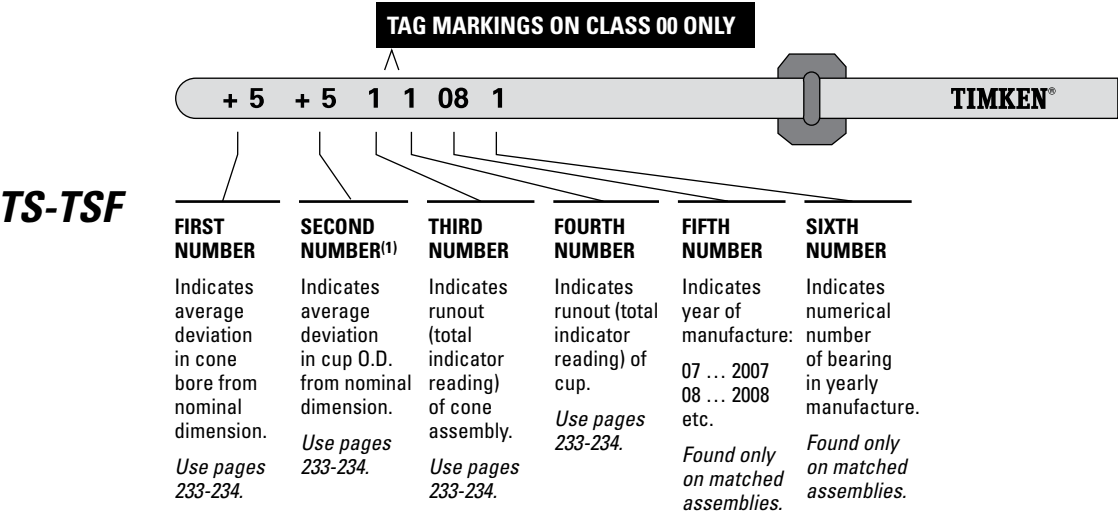 TAG MARKINGS ON CLASS 00 ONLY
+ 5 + 5 1 1 08 1
TIMKEN®
TS-TSF
FIRST
NUMBER
Indicates
average
deviation
in cone
bore from
nominal
dimension.
Use pages
233-234.
SECOND
NUMBER(1)
Indicates
average
deviation
in cup O.D.
from nominal
dimension.
Use pages
233-234.
THIRD
NUMBER
Indicates
runout
(total
indicator
reading)
of cone
assembly.
Use pages
233-234.
FOURTH
NUMBER
Indicates
runout (total
indicator
reading) of
cup.
Use pages
233-234.
FIFTH
NUMBER
Indicates
year of
manufacture:
07 … 2007
08 … 2008
etc.
Found only
on matched
assemblies.
SIXTH
NUMBER
Indicates
numerical
number
of bearing
in yearly
manufacture.
Found only
on matched
assemblies.